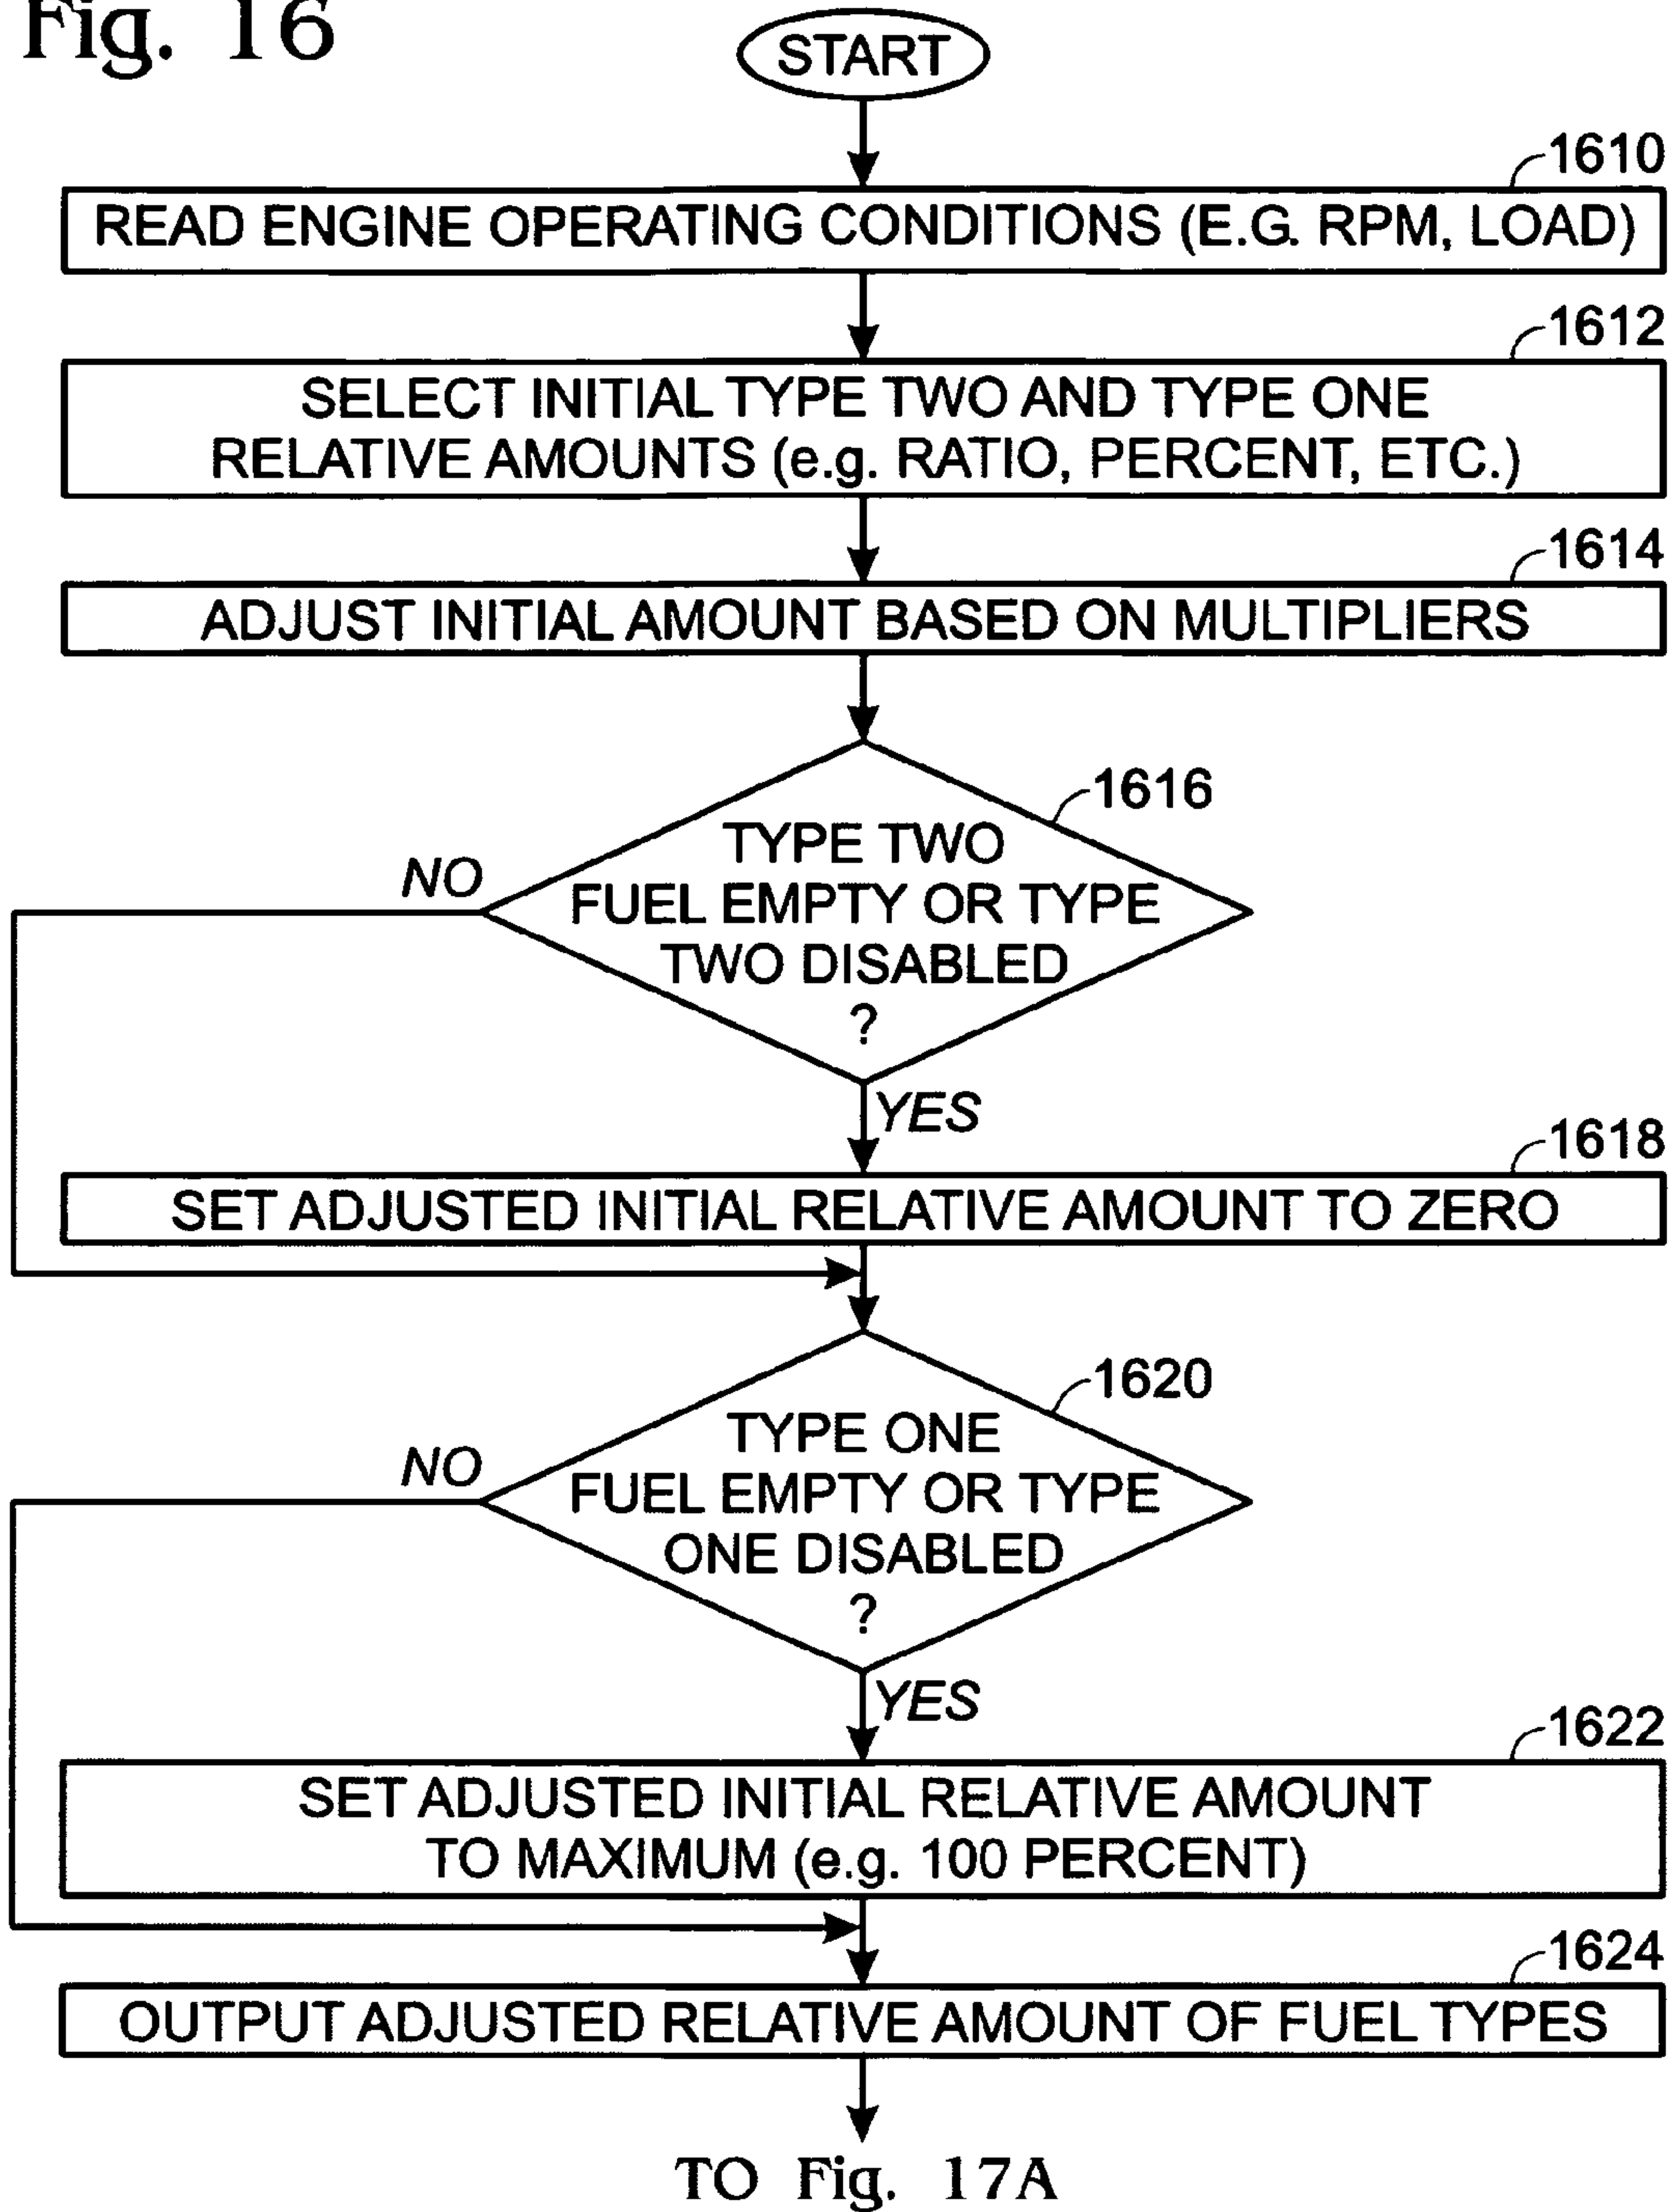 Fig. 16
START
1610
READ ENGINE OPERATING CONDITIONS (E.G. RPM, LOAD)
1612
SELECT INITIAL TYPE TWO AND TYPE ONE
RELATIVE AMOUNTS (e.g. RATIO, PERCENT, ETC.)
1614
ADJUST INITIAL AMOUNT BASED ON MULTIPLIERS
1616
TYPE TWO
FUEL EMPTY OR TYPE
TWO DISABLED
?
NO
YES
1618
SET ADJUSTED INITIAL RELATIVE AMOUNT TO ZERO
1620
TYPE ONE
FUEL EMPTY OR TYPE
ONE DISABLED
?
NO
YES
1622
SET ADJUSTED INITIAL RELATIVE AMOUNT
TO MAXIMUM (e.g. 100 PERCENT)
1624
OUTPUT ADJUSTED RELATIVE AMOUNT OF FUEL TYPES
TO Fig. 17A